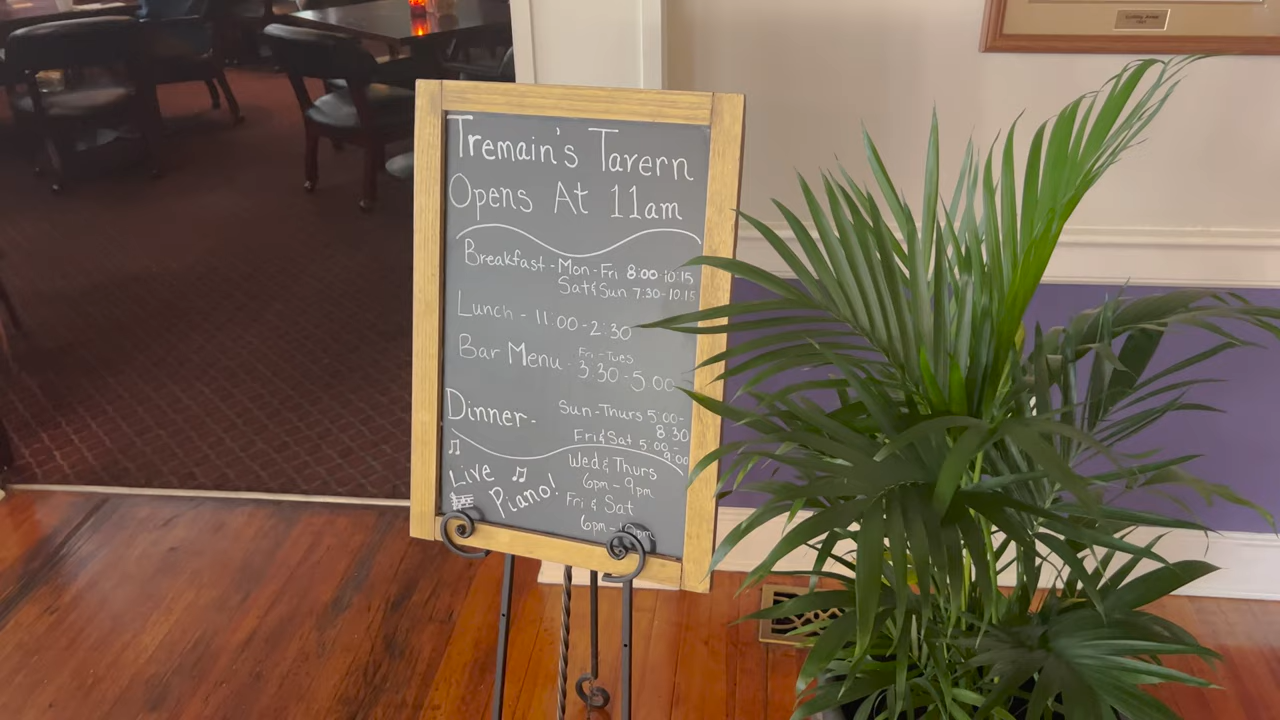 Tremain's Tavern
Opens At 11am
Breakfast - Mon - Fri 8:00-10:15
Sat & Sun 7:30-10:15
Lunch - 11:00 - 2:30
Bar Menu - Fri - Tues
3:30 - 5:00
Dinner - Sun - Thurs 5:00 -
8:30
Fri & Sat 5:00 -
9:00
Live Piano!
Wed & Thurs
6pm - 9pm
Fri & Sat
6pm - 10pm